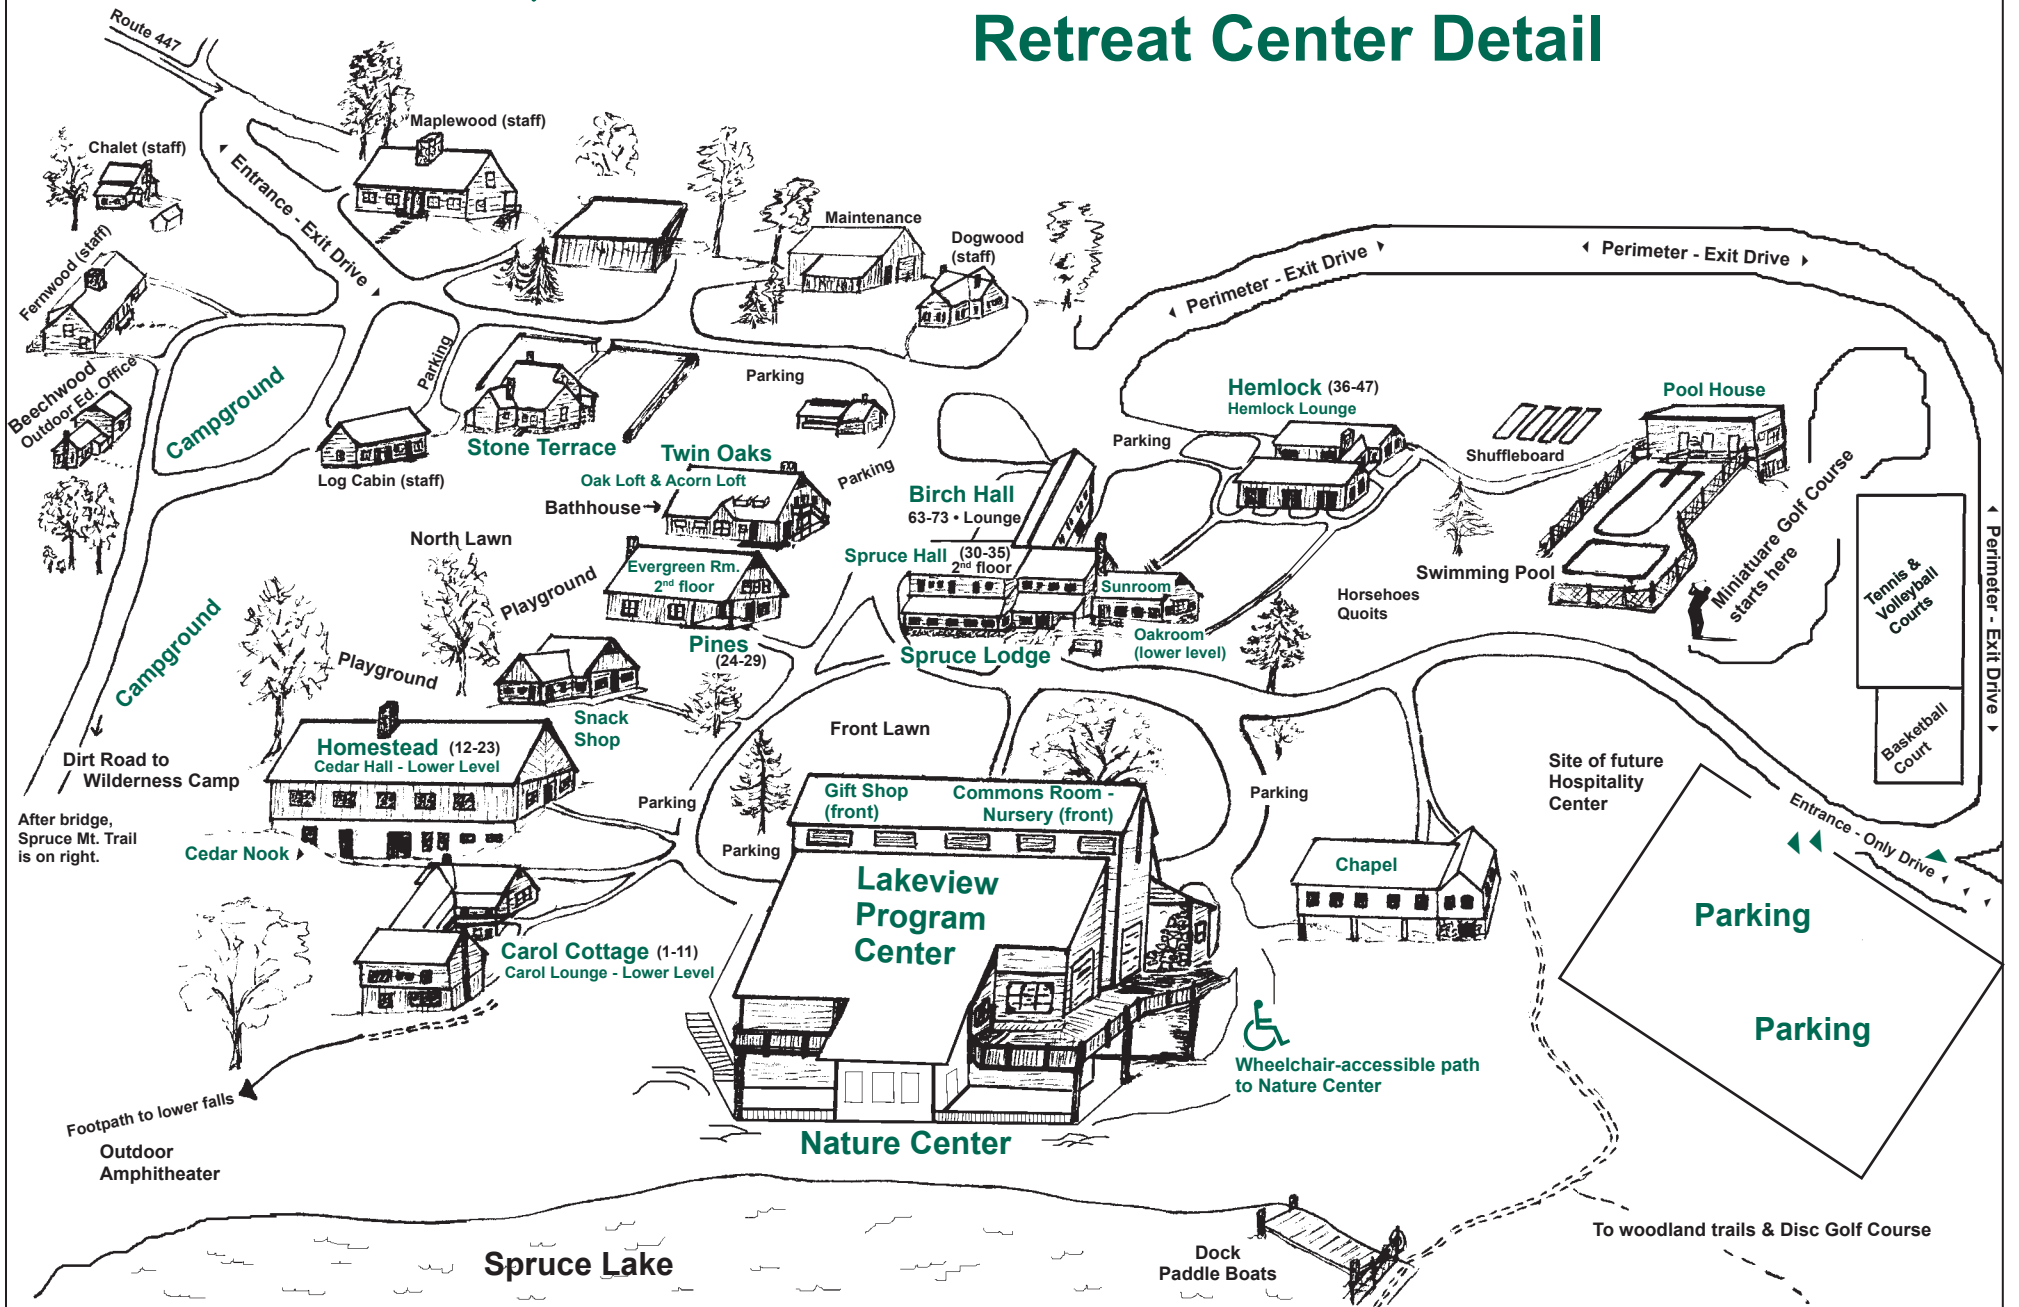 Retreat Center Detail
Route 447
Maplewood (staff)
Chalet (staff)
Entrance - Exit Drive
Maintenance
Dogwood
(staff)
Fernwood (staff)
Perimeter - Exit Drive
Perimeter - Exit Drive
Beechwood
Outdoor Ed. Office
Campground
Parking
Stone Terrace
Log Cabin (staff)
Parking
Twin Oaks
Oak Loft & Acorn Loft
Bathhouse
Parking
Hemlock (36-47)
Hemlock Lounge
Parking
Shuffleboard
Pool House
Birch Hall
63-73 • Lounge
Spruce Hall (30-35)
2nd floor
Sunroom
Oakroom
(lower level)
Spruce Lodge
North Lawn
Playground
Evergreen Rm.
2nd floor
Pines
(24-29)
Swimming Pool
Horsehoes
Quoits
Miniatuare Golf Course
starts here
Tennis &
Volleyball
Courts
Perimeter - Exit Drive
Basketball
Court
Campground
Playground
Snack
Shop
Dirt Road to
Wilderness Camp
After bridge,
Spruce Mt. Trail
is on right.
Homestead (12-23)
Cedar Hall - Lower Level
Cedar Nook
Parking
Front Lawn
Parking
Gift Shop
(front)
Commons Room -
Nursery (front)
Lakeview
Program
Center
Parking
Site of future
Hospitality
Center
Chapel
Entrance - Only Drive
Parking
Parking
Carol Cottage (1-11)
Carol Lounge - Lower Level
Wheelchair-accessible path
to Nature Center
Footpath to lower falls
Outdoor
Amphitheater
Nature Center
Spruce Lake
Dock
Paddle Boats
To woodland trails & Disc Golf Course